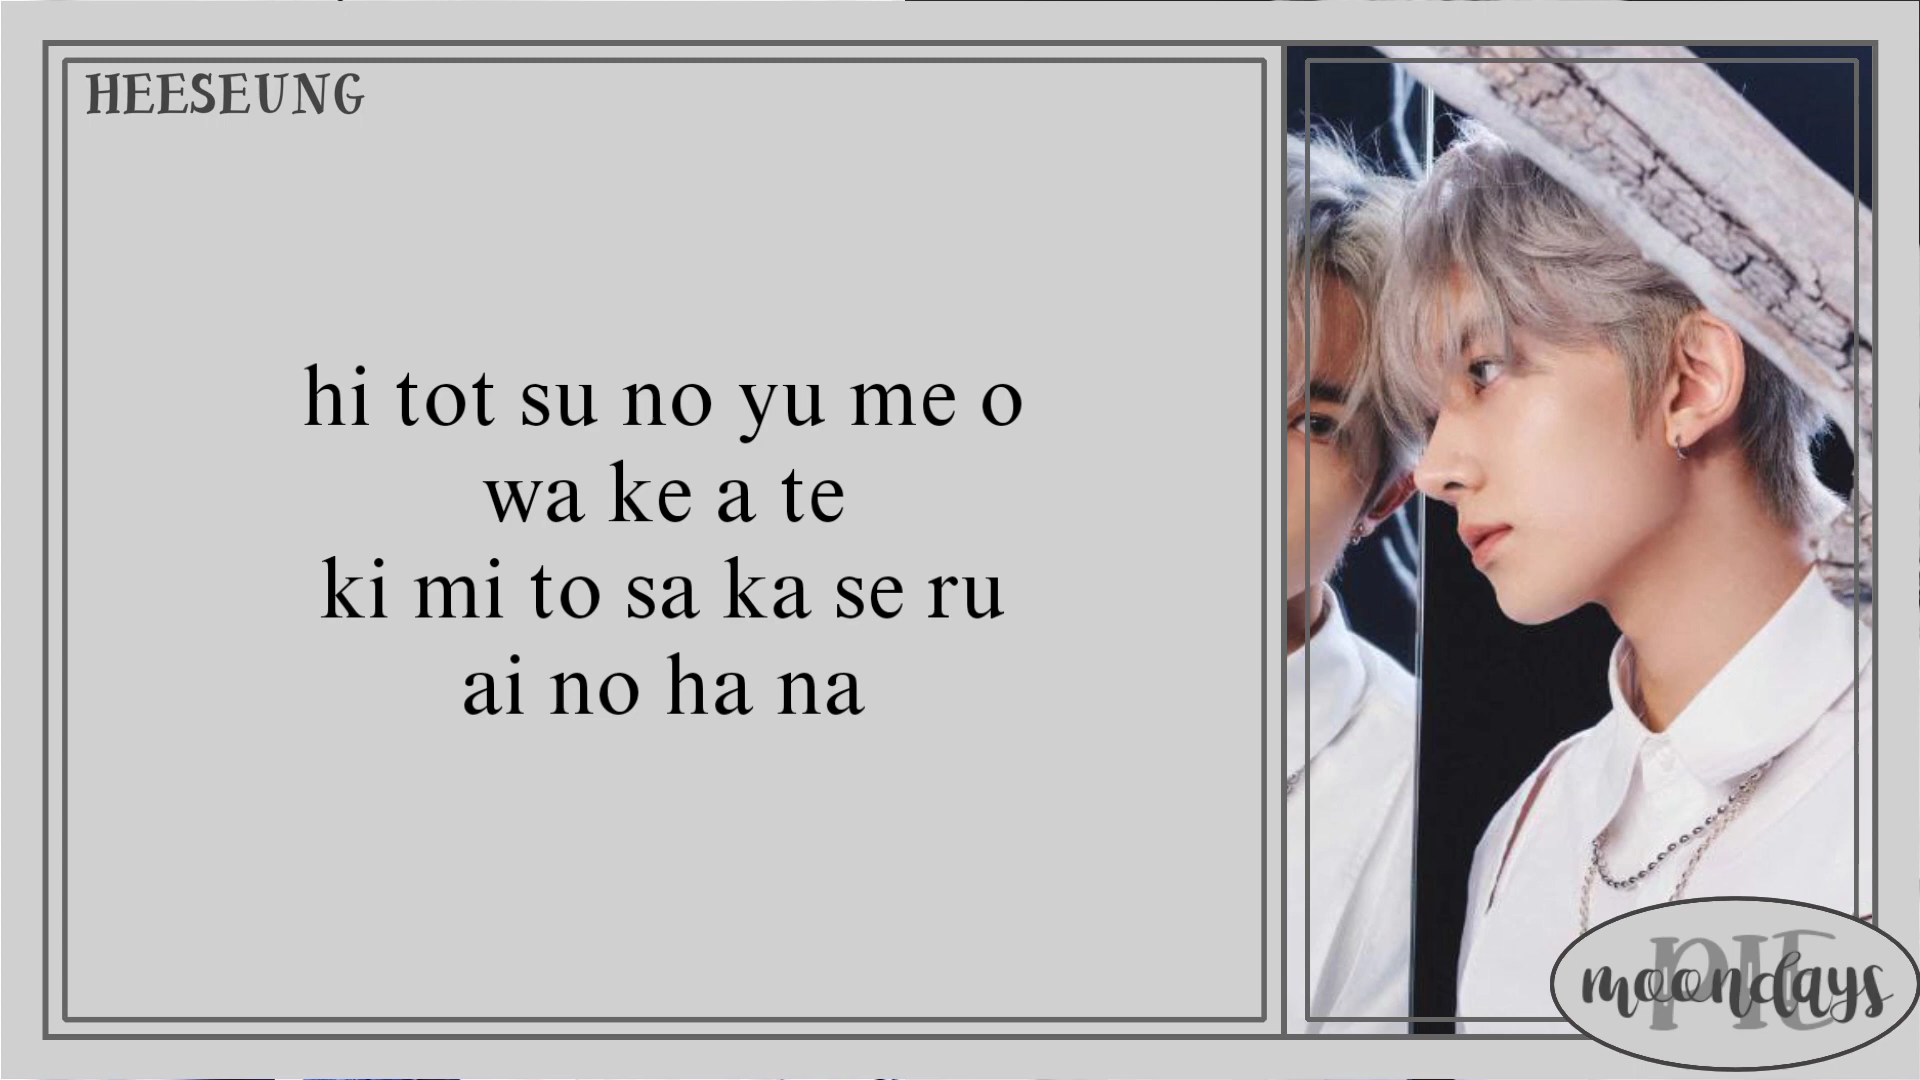 HEESEUNG
hi tot su no yu me o
wa ke a te
ki mi to sa ka se ru
ai no ha na
moondays